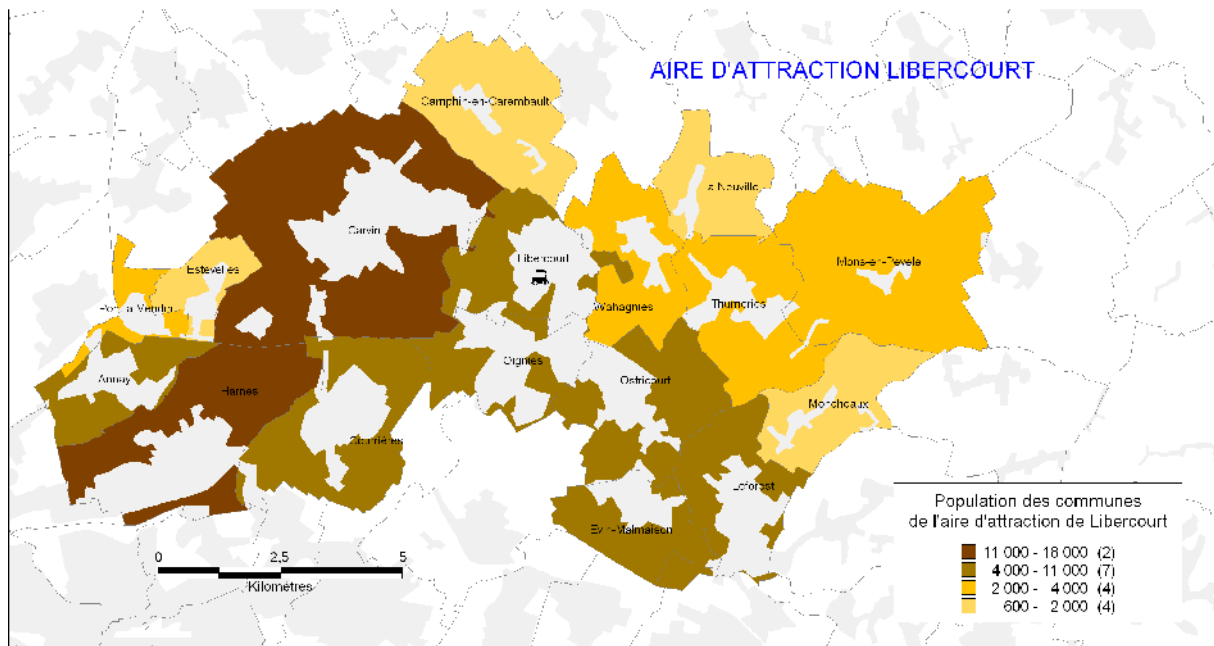 AIRE D'ATTRACTION LIBERCOURT
Camphin-en-Carembault
La Neuville
Carvin
Libercourt
Mons-en-Pevele
Estevelles
Wahagnies
Thumeries
Pont a Vendin
Annay
Harnes
Oignies
Ostricourt
Moncheaux
Courrières
Leforest
Evin-Malmaison
0 2,5 5
Kilomètres
Population des communes
de l'aire d'attraction de Libercourt
11 000 - 18 000 (2)
4 000 - 11 000 (7)
2 000 - 4 000 (4)
600 - 2 000 (4)